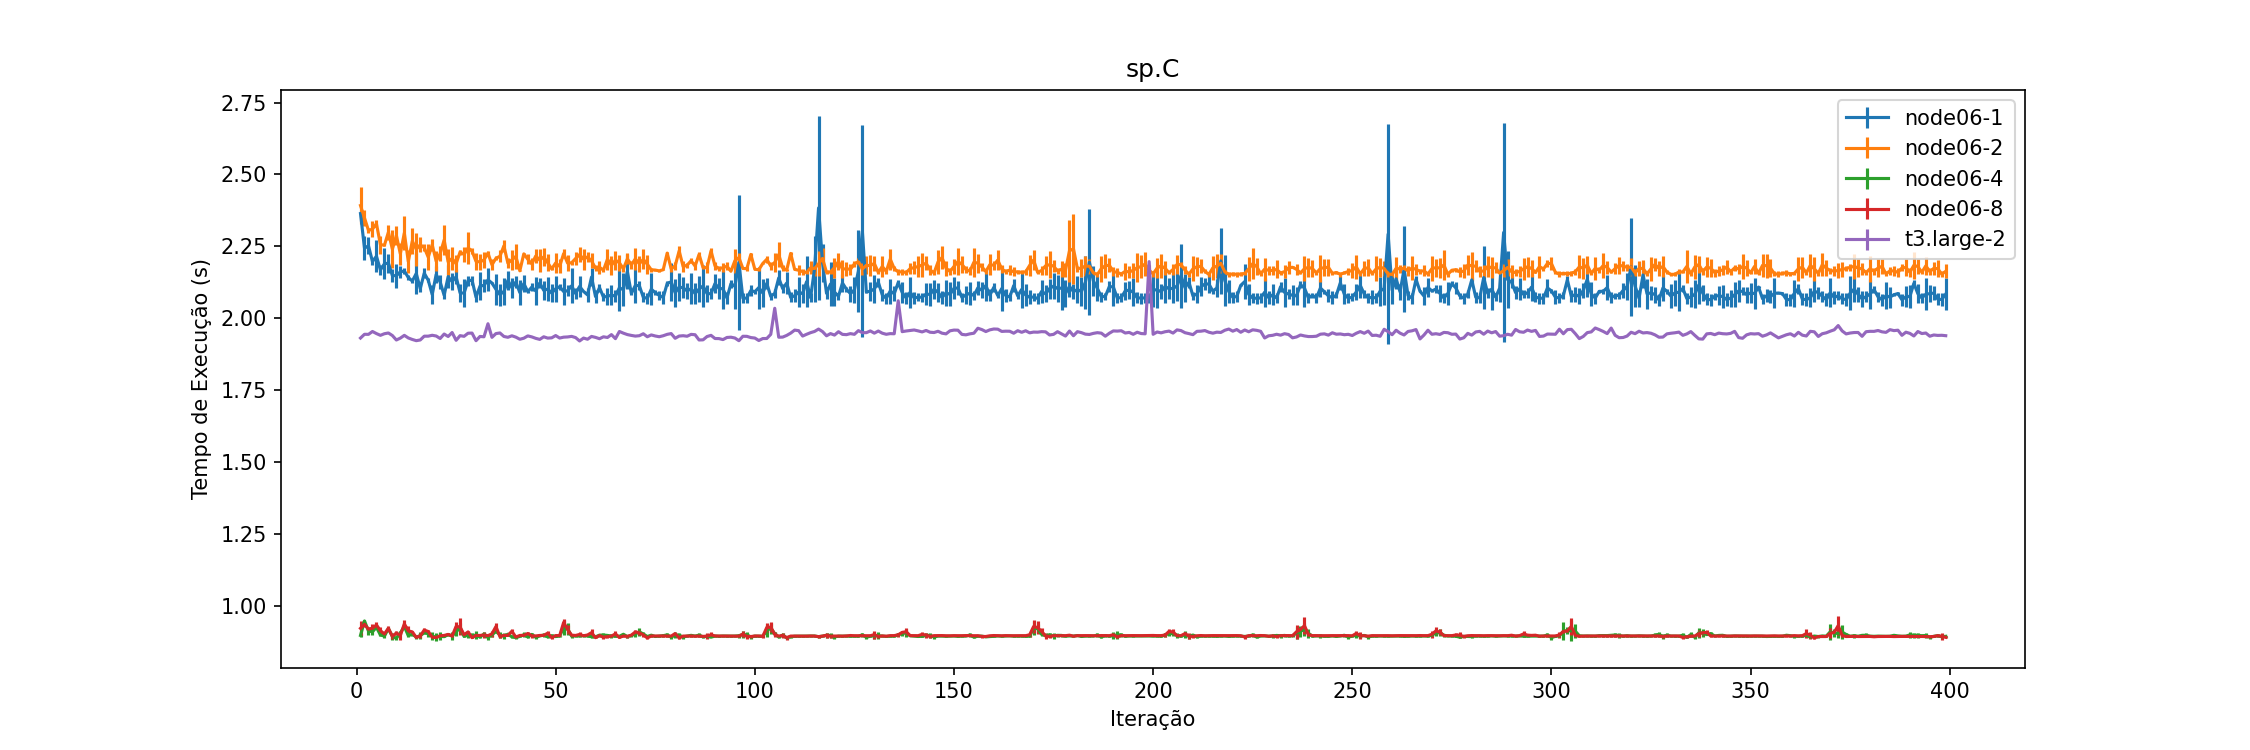 sp.C
Tempo de Execução (s)
2.75
2.50
2.25
2.00
1.75
1.50
1.25
1.00
0
50
100
150
200
250
300
350
400
Iteração
node06-1
node06-2
node06-4
node06-8
t3.large-2